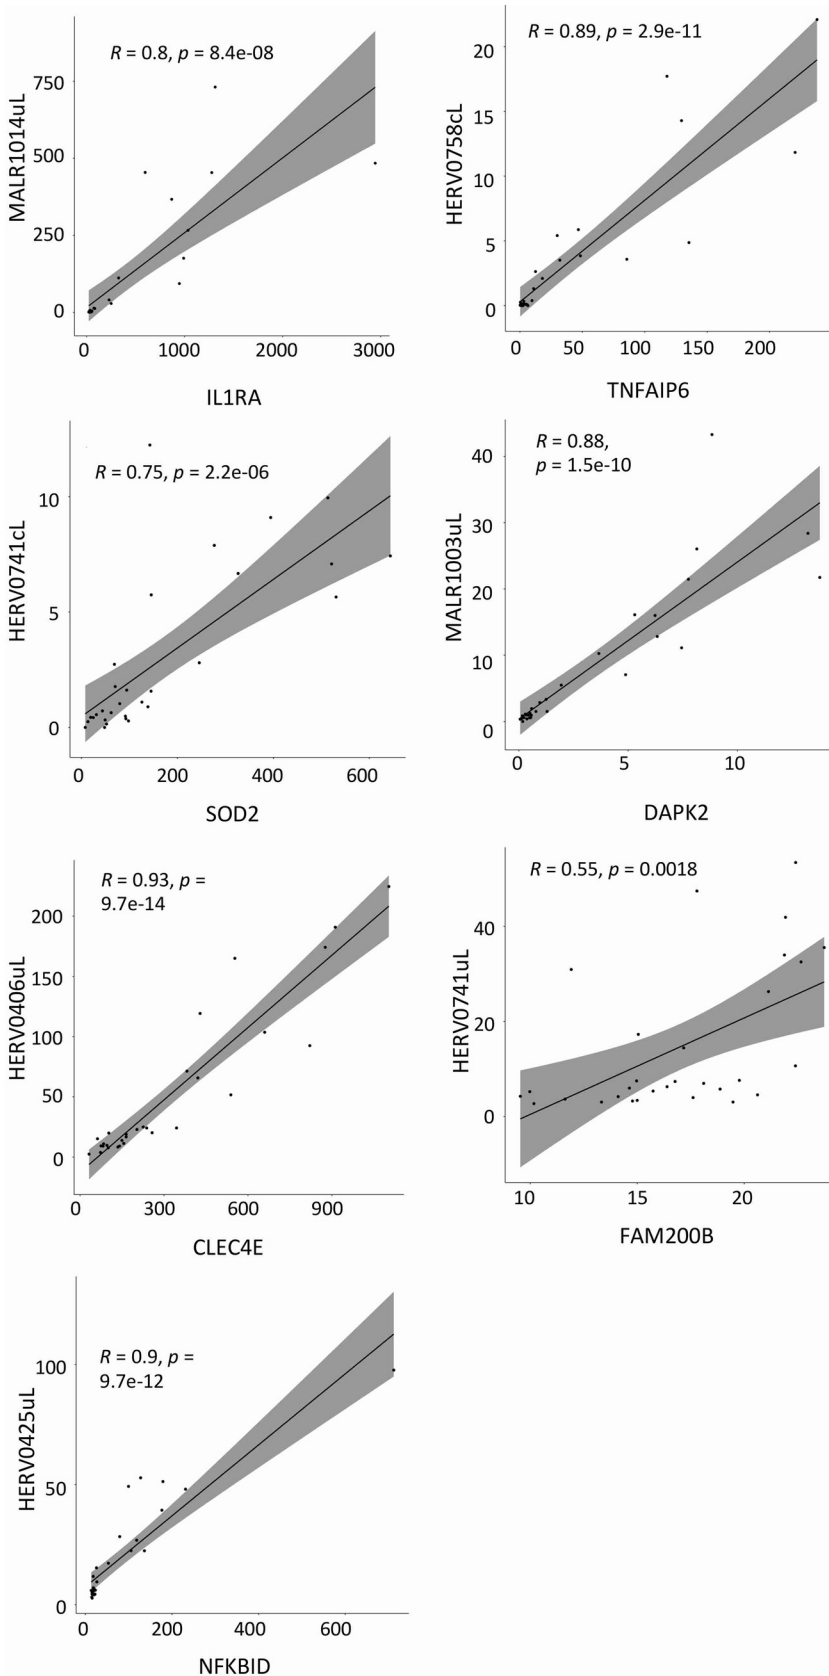 R = 0.8, p = 8.4e-08
MALR1014uL
750
500
250
0
0 1000 2000 3000
IL1RA
R = 0.89, p = 2.9e-11
HERV0758cL
20
15
10
5
0
0 50 100 150 200
TNFAIP6
R = 0.75, p = 2.2e-06
HERV0741cL
10
5
0
0 200 400 600
SOD2
R = 0.88,
p = 1.5e-10
MALR1003uL
40
30
20
10
0
0 5 10
DAPK2
R = 0.93, p =
9.7e-14
HERV0406uL
200
150
100
50
0
0 300 600 900
CLEC4E
R = 0.55, p = 0.0018
HERV0741uL
40
20
0
10 15 20
FAM200B
R = 0.9, p =
9.7e-12
HERV0425uL
100
50
0
0 200 400 600
NFKBID